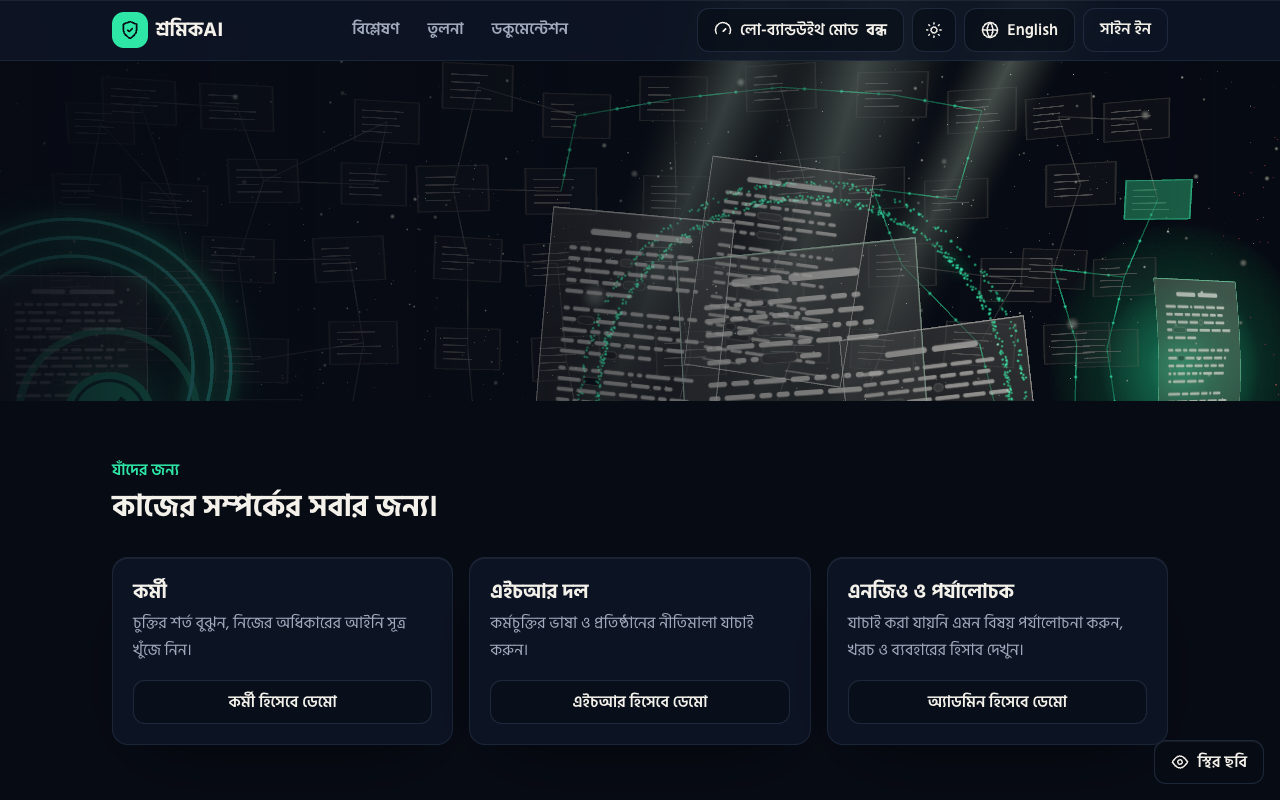 শ্রমিকAI
বিশ্লেষণ
তুলনা
ডকুমেন্টেশন
লো-ব্যান্ডউইথ মোড বন্ধ
English
সাইন ইন
যাঁদের জন্য
কাজের সম্পর্কের সবার জন্য।
কর্মী
চুক্তির শর্ত বুঝুন, নিজের অধিকারের আইনি সূত্র
খুঁজে নিন।
কর্মী হিসেবে ডেমো
এইচআর দল
কর্মচুক্তির ভাষা ও প্রতিষ্ঠানের নীতিমালা যাচাই
করুন।
এইচআর হিসেবে ডেমো
এনজিও ও পর্যালোচক
যাচাই করা যায়নি এমন বিষয় পর্যালোচনা করুন,
খরচ ও ব্যবহারের হিসাব দেখুন।
অ্যাডমিন হিসেবে ডেমো
স্থির ছবি